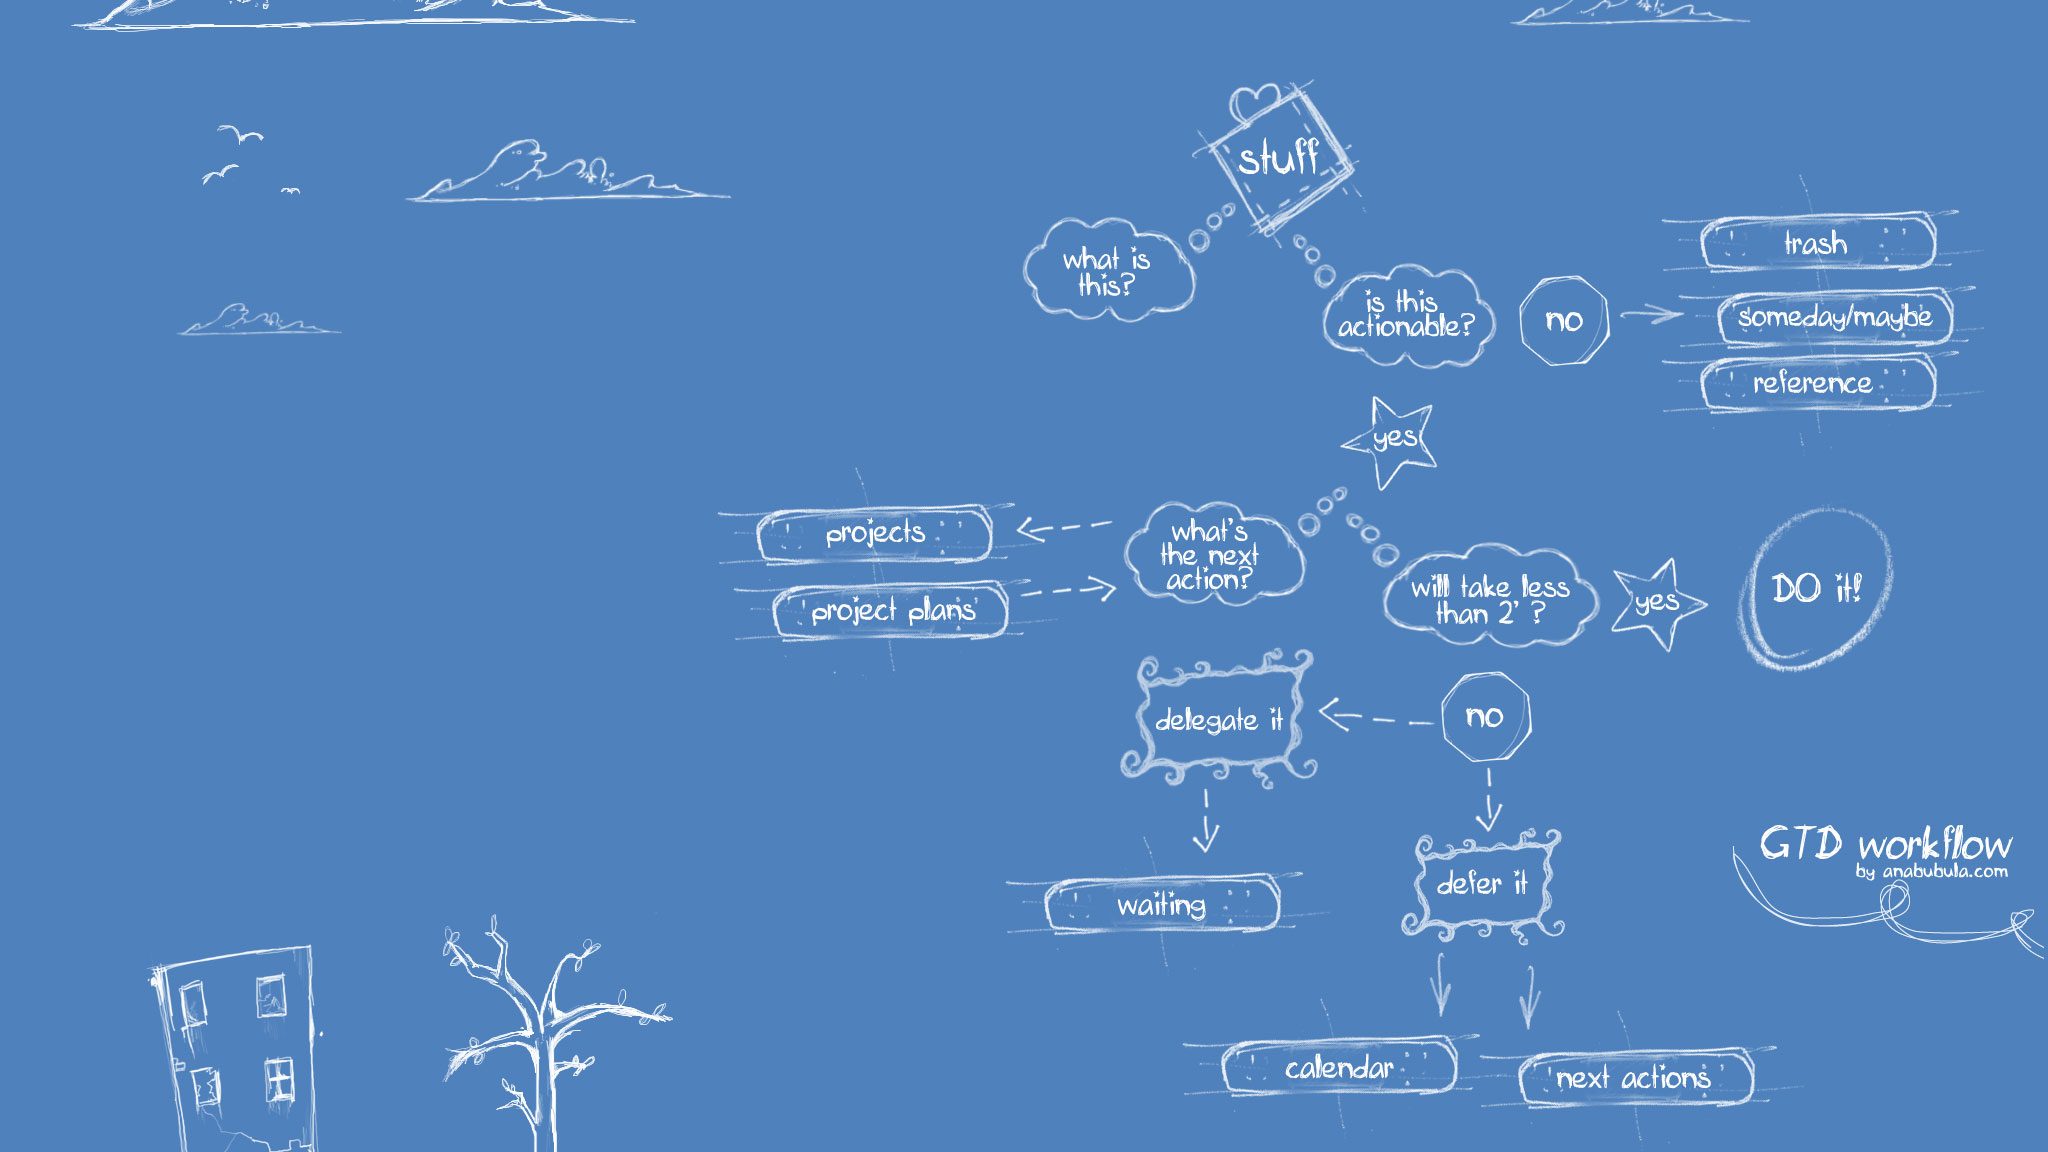 stuff
what is
this?
is this
actionable?
no
trash
someday/maybe
reference
yes
projects
project plans
what's
the next
action?
will take less
than 2' ?
yes
DO it!
delegate it
no
waiting
defer it
calendar
next actions
GTD workflow
by anabubula.com